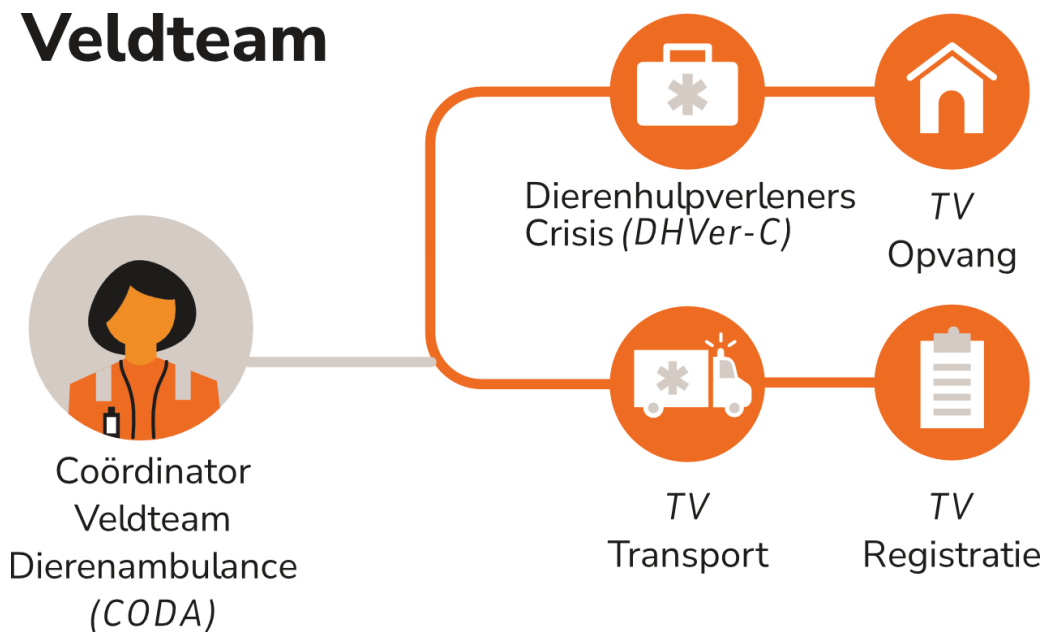 Veldteam
Dierenhulpverleners
Crisis (DHVer-C)
TV
Opvang
Coördinator
Veldteam
Dierenambulance
(CODA)
TV
Transport
TV
Registratie